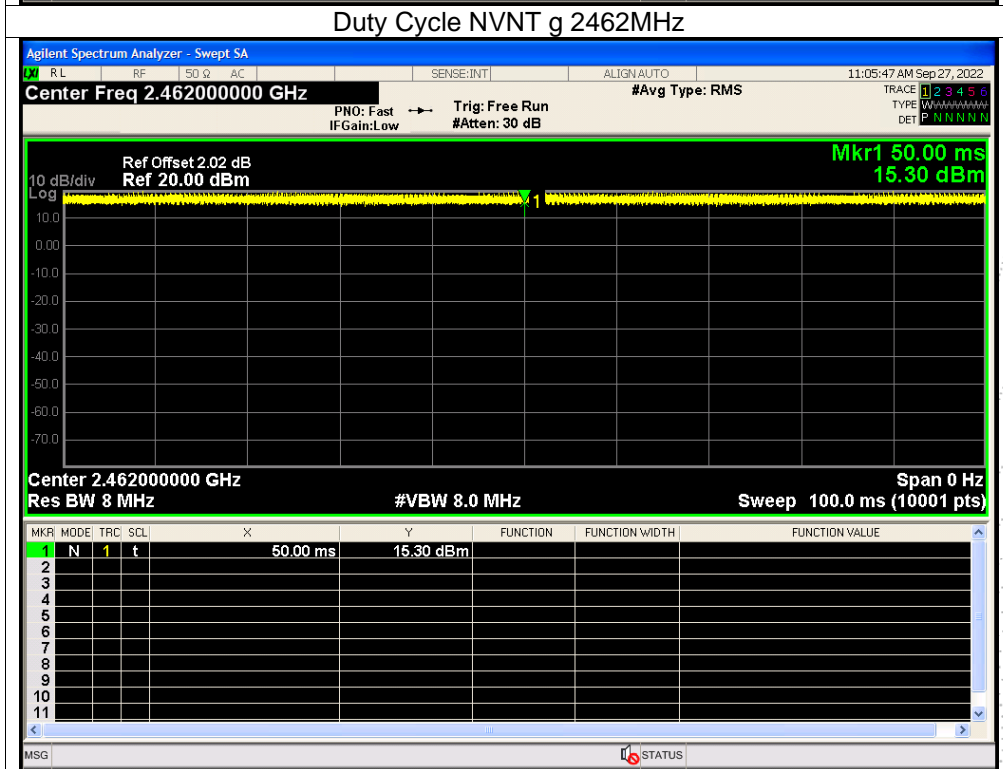 Duty Cycle NVNT g 2462MHz
Agilent Spectrum Analyzer - Swept SA
LXI RL RF 50 Ω AC SENSE:INT ALIGN AUTO 11:05:47 AM Sep 27, 2022
Center Freq 2.462000000 GHz #Avg Type: RMS TRACE 1 2 3 4 5 6
PNO: Fast Trig: Free Run TYPE WWWWWW
IFGain:Low #Atten: 30 dB DET P N N N N N
Mkr1 50.00 ms
15.30 dBm
Ref Offset 2.02 dB
10 dB/div Ref 20.00 dBm
Log
1
10.0
0.00
-10.0
-20.0
-30.0
-40.0
-50.0
-60.0
-70.0
Center 2.462000000 GHz Span 0 Hz
Res BW 8 MHz #VBW 8.0 MHz Sweep 100.0 ms (10001 pts)
MKR MODE TRC SCL X Y FUNCTION FUNCTION WIDTH FUNCTION VALUE
1 N 1 t 50.00 ms 15.30 dBm
2
3
4
5
6
7
8
9
10
11
MSG STATUS